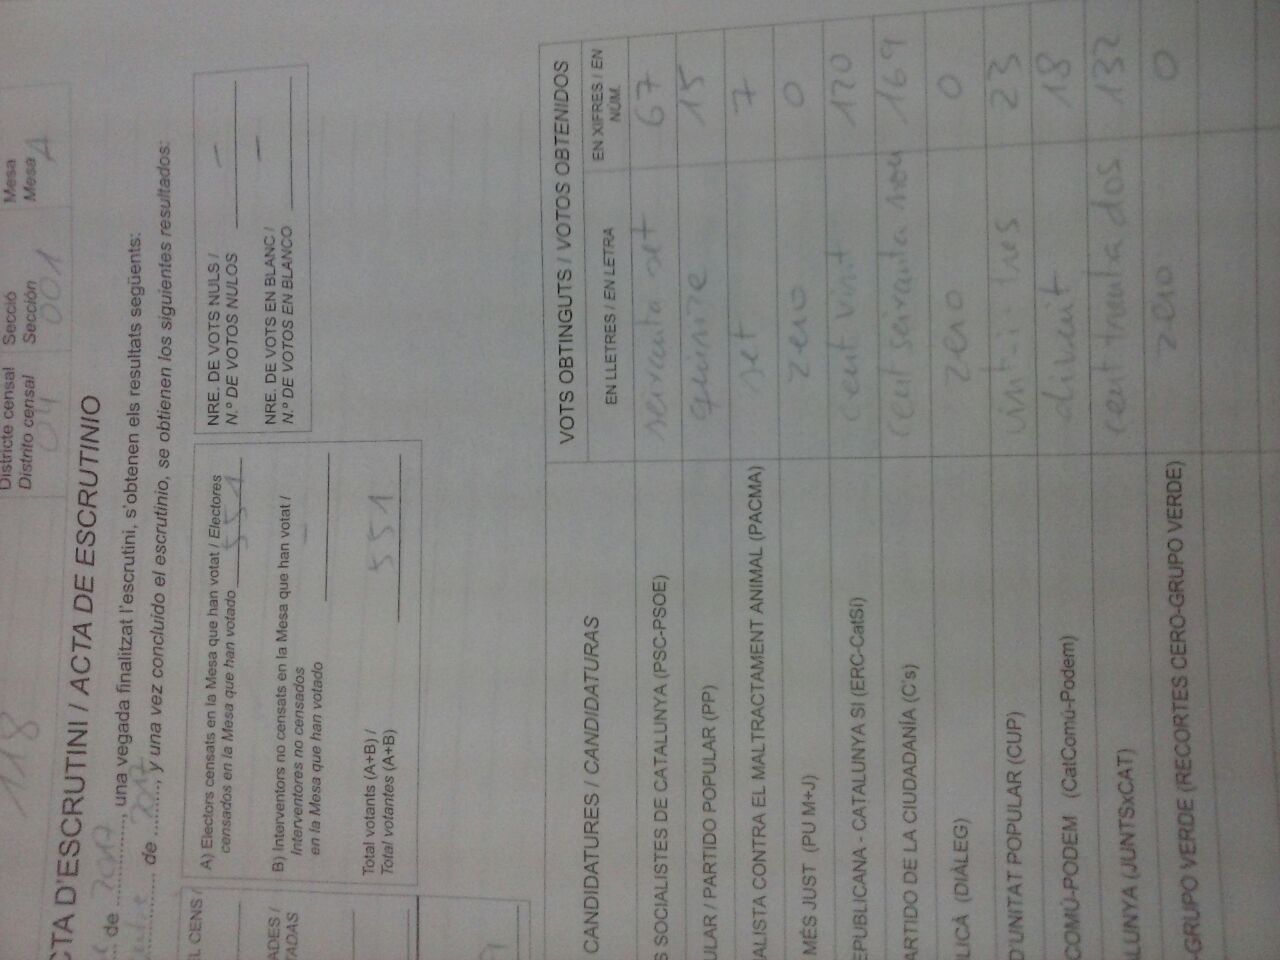 Districte censal Secció Mesa
Distrito censal Sección Mesa
118 04 001 A
CTA D'ESCRUTINI / ACTA DE ESCRUTINIO
de 2017, una vegada finalitzat l'escrutini, s'obtenen els resultats següents:
de 2017, y una vez concluido el escrutinio, se obtienen los siguientes resultados:
EL CENS /
ADES /
TADAS
A) Electors censats en la Mesa que han votat / Electores
censados en la Mesa que han votado 551
B) Interventors no censats en la Mesa que han votat /
Interventores no censados
en la Mesa que han votado –
Total votants (A+B) /
Total votantes (A+B) 551
NRE. DE VOTS NULS /
N.º DE VOTOS NULOS –
NRE. DE VOTS EN BLANC /
N.º DE VOTOS EN BLANCO –
CANDIDATURES / CANDIDATURAS
VOTS OBTINGUTS / VOTOS OBTENIDOS
EN LLETRES / EN LETRA
EN XIFRES / EN
NÚM.
S SOCIALISTES DE CATALUNYA (PSC-PSOE) seixanta set 67
ULAR / PARTIDO POPULAR (PP) quinze 15
ALISTA CONTRA EL MALTRACTAMENT ANIMAL (PACMA) set 7
MÉS JUST (PU M+J) zero 0
EPUBLICANA - CATALUNYA SI (ERC-CatSí) cent vint 120
ARTIDO DE LA CIUDADANÍA (C's) cent seixanta nou 169
LICÀ (DIÀLEG) zero 0
D'UNITAT POPULAR (CUP) vint-i-tres 23
COMÚ-PODEM (CatComú-Podem) divuit 18
LUNYA (JUNTSxCAT) cent trenta dos 132
-GRUPO VERDE (RECORTES CERO-GRUPO VERDE) zero 0